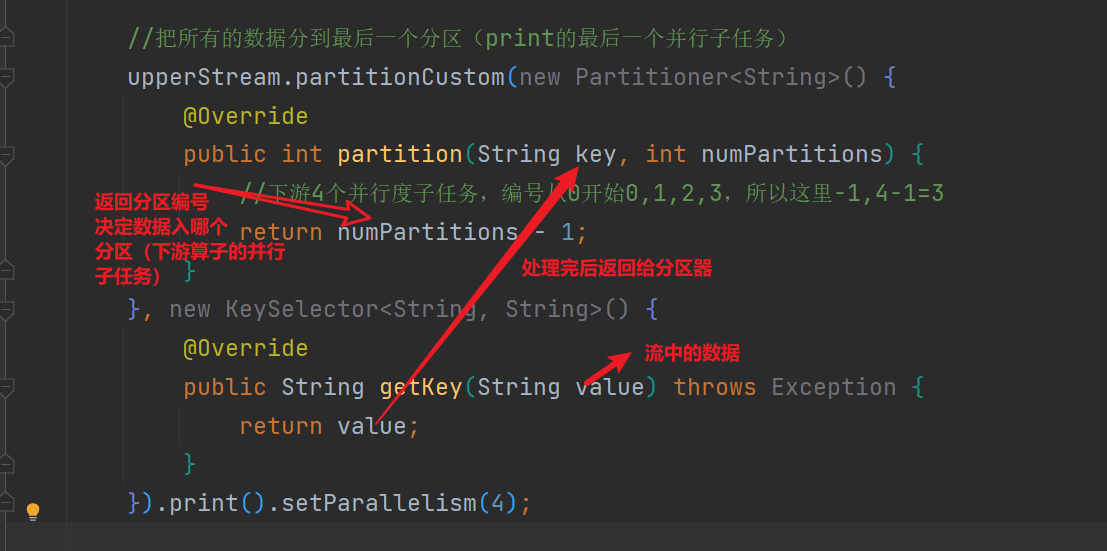 //把所有的数据分到最后一个分区（print的最后一个并行子任务）
upperStream.partitionCustom(new Partitioner<String>() {
@Override
public int partition(String key, int numPartitions) {
//下游4个并行度子任务，编号从0开始0,1,2,3，所以这里-1,4-1=3
返回分区编号
决定数据入哪个
分区（下游算子的并行
子任务）
return numPartitions - 1;
处理完后返回给分区器
}
}, new KeySelector<String, String>() {
@Override
流中的数据
public String getKey(String value) throws Exception {
return value;
}
}).print().setParallelism(4);